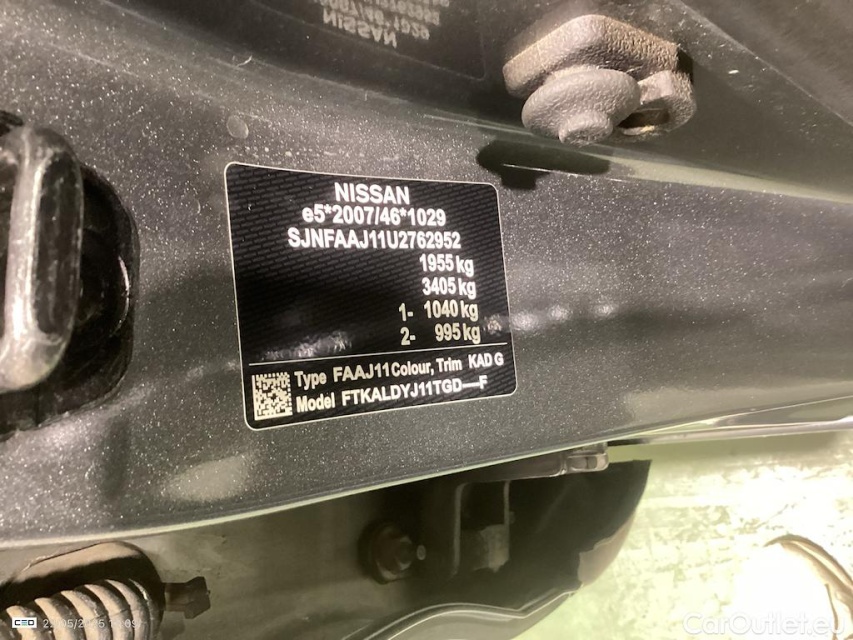 NISSAN
e5*2007/46*1029
SJNFAAJ11U2762952
1955 kg
3405 kg
1- 1040 kg
2- 995 kg
Type FAAJ11 Colour, Trim KAD G
Model FTKALDYJ11TGD---F
CarOutlet.eu